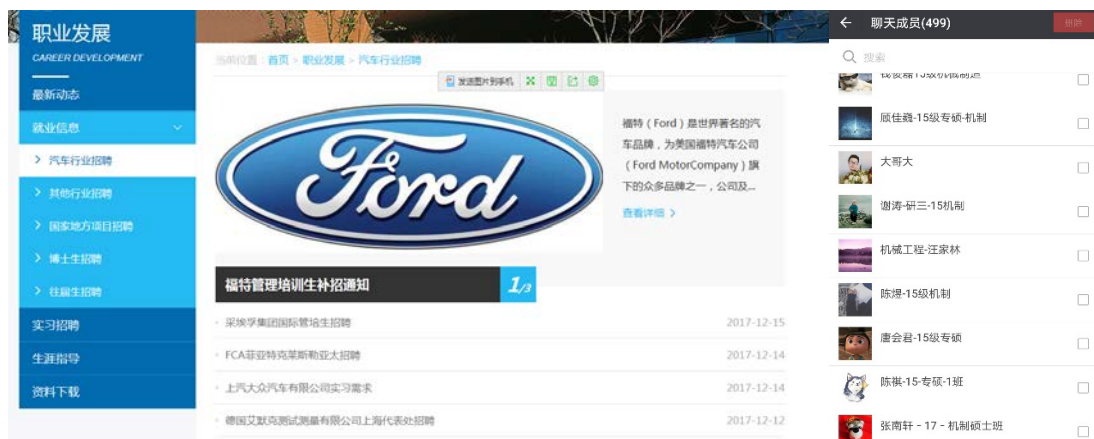 职业发展
CAREER DEVELOPMENT
最新动态
就业信息
汽车行业招聘
其他行业招聘
国家地方项目招聘
博士生招聘
往届生招聘
实习招聘
生涯指导
资料下载
当前位置：首页 > 职业发展 > 汽车行业招聘
发送图片到手机
Ford
福特（Ford）是世界著名的汽
车品牌，为美国福特汽车公司
（Ford MotorCompany）旗
下的众多品牌之一，公司及...
查看详细 >
福特管理培训生补招通知 1/3
采埃孚集团国际管培生招聘 2017-12-15
FCA菲亚特克莱斯勒亚太招聘 2017-12-14
上汽大众汽车有限公司实习需求 2017-12-14
德国艾默克测试测量有限公司上海代表处招聘 2017-12-12
聊天成员(499)
删除
搜索
顾佳巍-15级专硕-机制
大哥大
谢涛-研三-15机制
机械工程-汪家林
陈煜-15级机制
唐会君-15级专硕
陈祺-15-专硕-1班
张南轩 - 17 - 机制硕士班